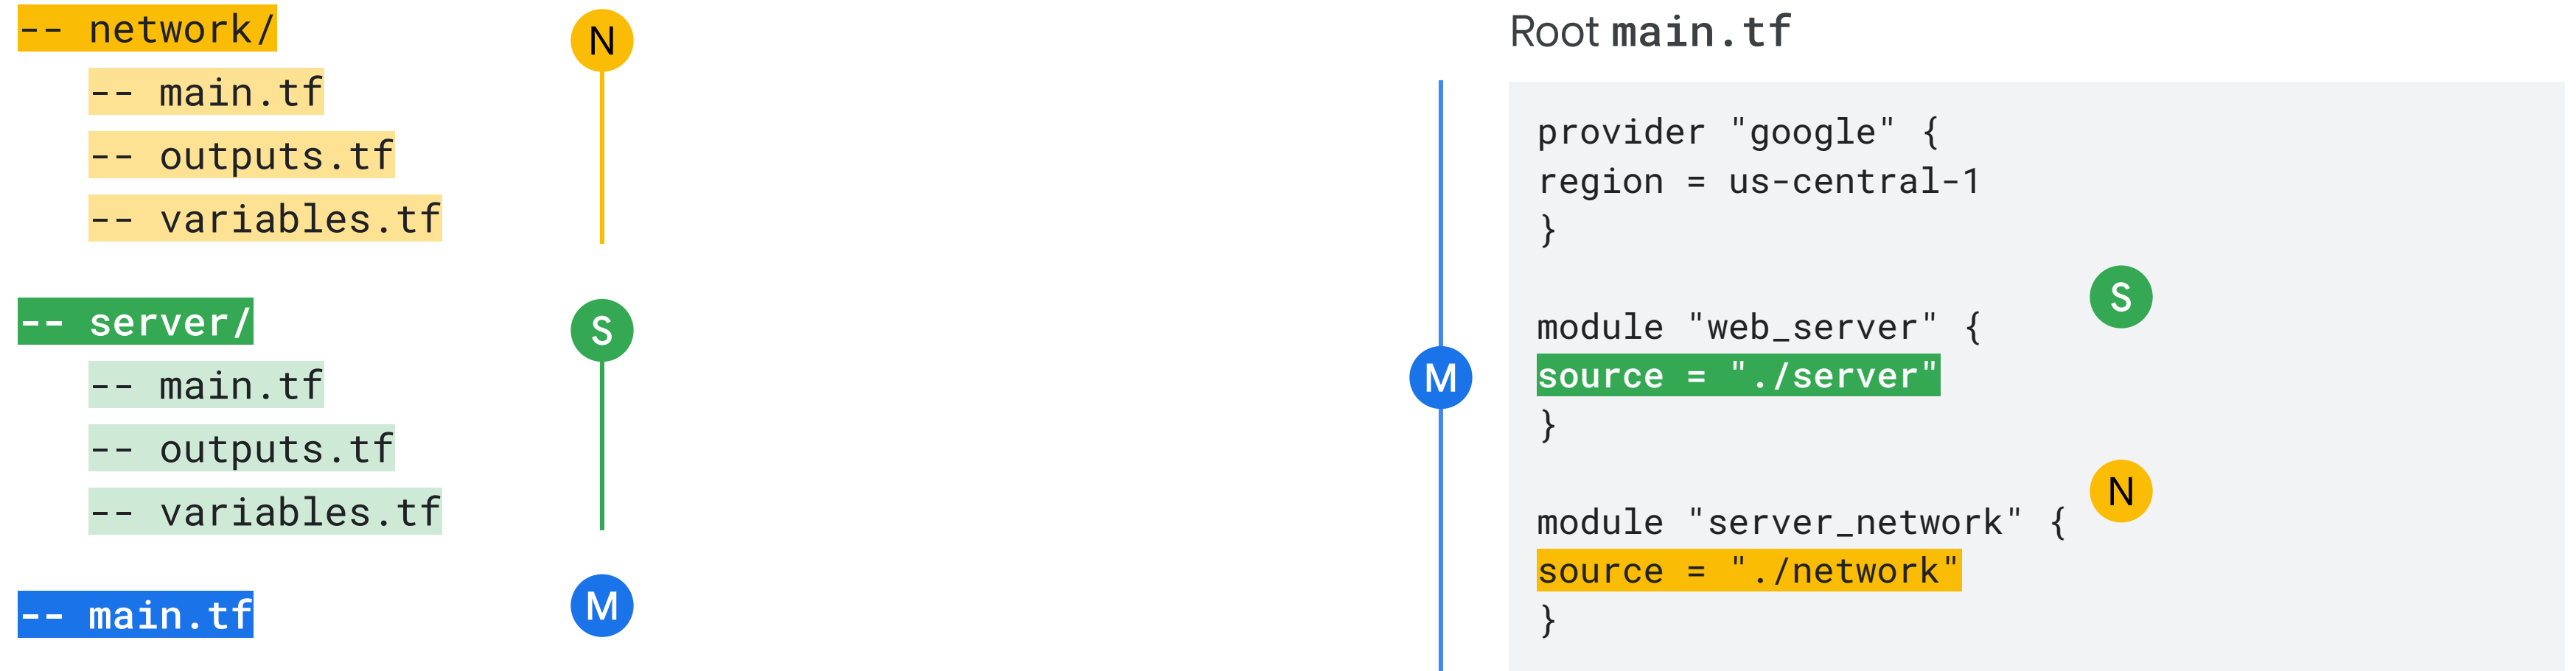 -- network/
-- main.tf
-- outputs.tf
-- variables.tf
N
-- server/
-- main.tf
-- outputs.tf
-- variables.tf
S
-- main.tf
M
Root main.tf
M
provider "google" {
region = us-central-1
}
S
module "web_server" {
source = "./server"
}
N
module "server_network" {
source = "./network"
}